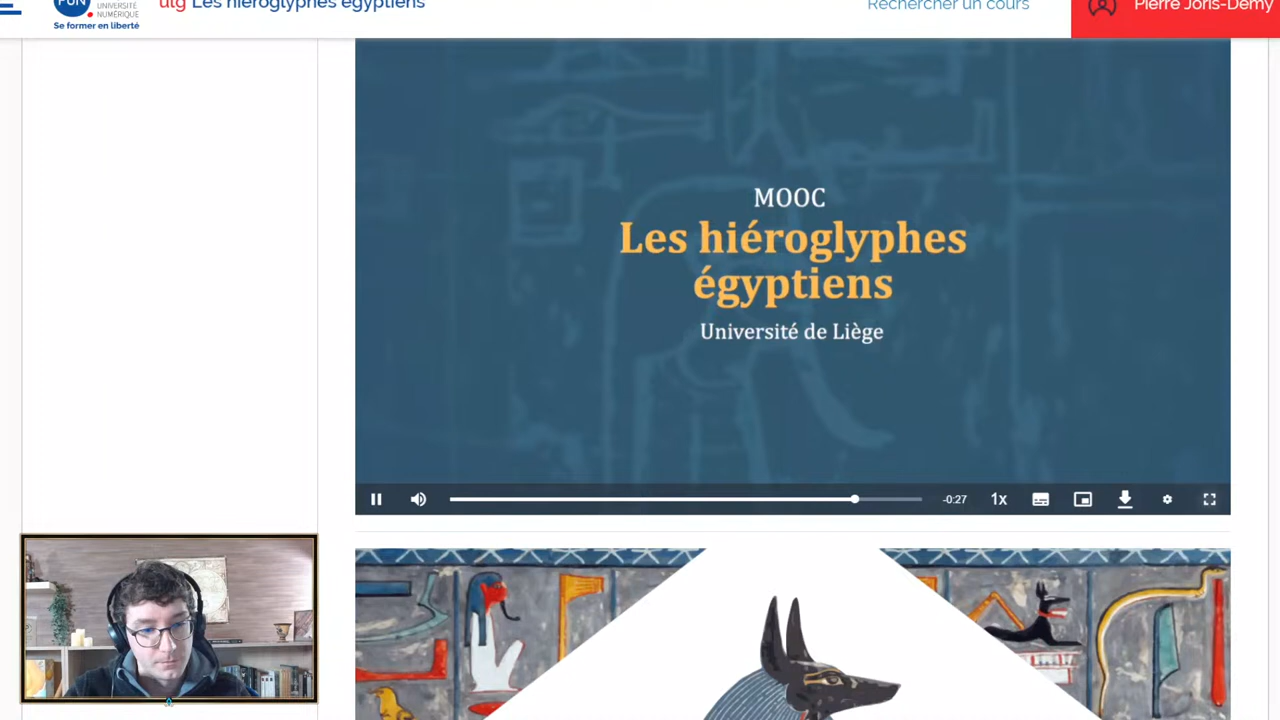 FUN
UNIVERSITÉ
NUMÉRIQUE
Se former en liberté
ulg Les hiéroglyphes égyptiens
Rechercher un cours
Pierre Joris-Demy
MOOC
Les hiéroglyphes
égyptiens
Université de Liège
-0:27
1x